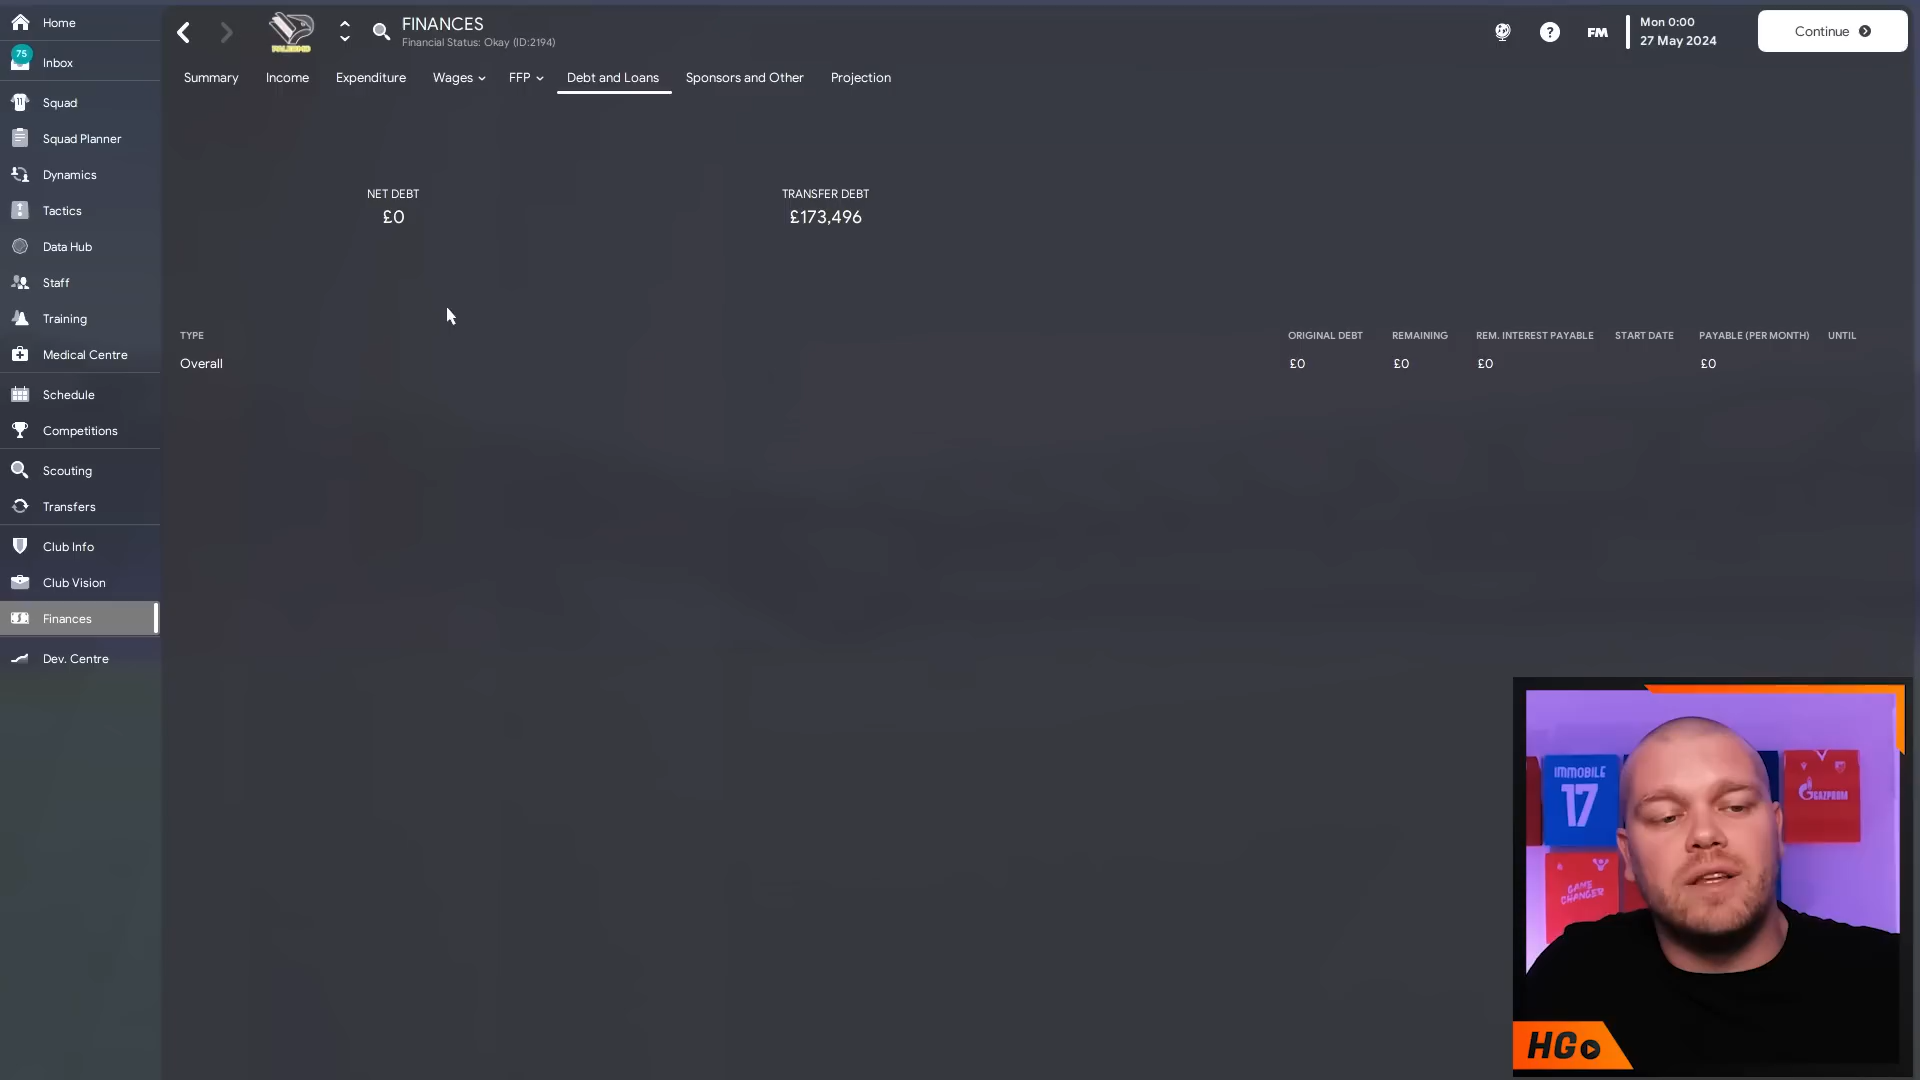 Home
75
Inbox
Squad
Squad Planner
Dynamics
Tactics
Data Hub
Staff
Training
Medical Centre
Schedule
Competitions
Scouting
Transfers
Club Info
Club Vision
Finances
Dev. Centre
PALERMO
FINANCES
Financial Status: Okay (ID:2194)
?
FM
Mon 0:00
27 May 2024
Continue
Summary
Income
Expenditure
Wages
FFP
Debt and Loans
Sponsors and Other
Projection
NET DEBT
£0
TRANSFER DEBT
£173,496
TYPE ORIGINAL DEBT REMAINING REM. INTEREST PAYABLE START DATE PAYABLE (PER MONTH) UNTIL
Overall £0 £0 £0 £0
IMMOBILE
17
GAZPROM
GAME
CHANGER
HG